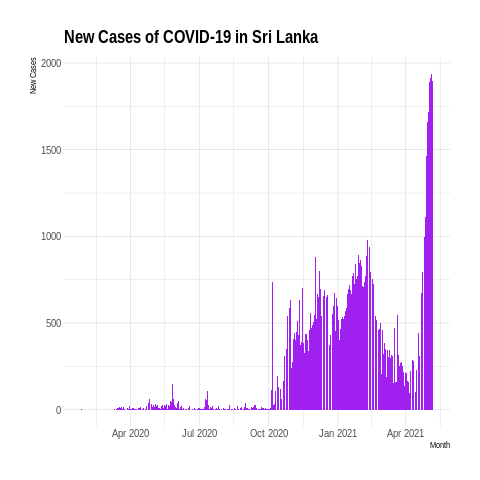 New Cases of COVID-19 in Sri Lanka
New Cases
2000
1500
1000
500
0
Apr 2020 Jul 2020 Oct 2020 Jan 2021 Apr 2021
Month